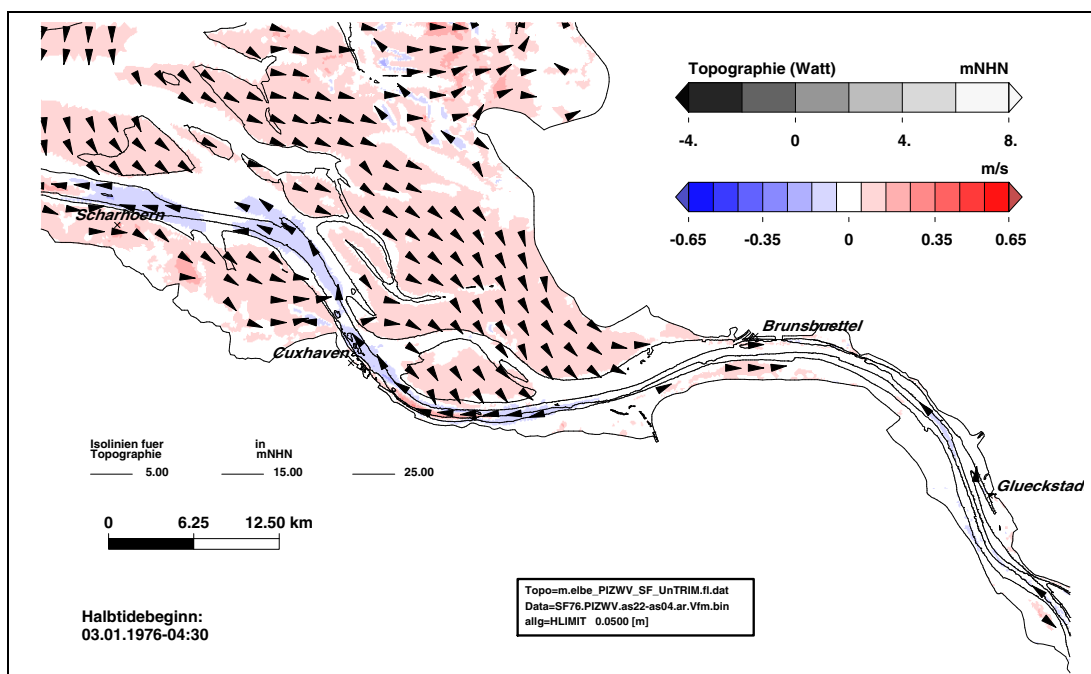 Topographie (Watt) mNHN
-4. 0 4. 8.
m/s
-0.65 -0.35 0 0.35 0.65
Scharhoern
Brunsbuettel
Cuxhaven
Glueckstad
Isolinien fuer in
Topographie mNHN
5.00 15.00 25.00
0 6.25 12.50 km
Topo=m.elbe_PIZWV_SF_UnTRIM.fl.dat
Data=SF76.PIZWV.as22-as04.ar.Vfm.bin
allg=HLIMIT 0.0500 [m]
Halbtidebeginn:
03.01.1976-04:30